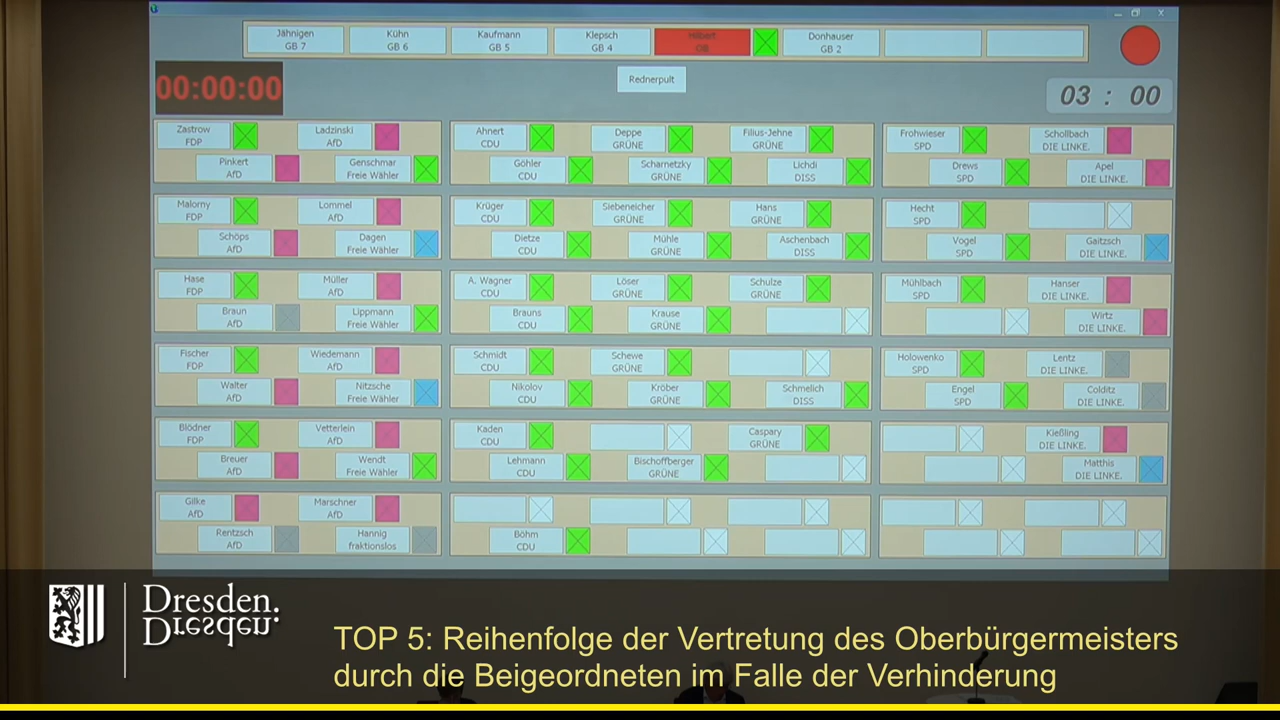 Jähnigen
GB 7
Kühn
GB 6
Kaufmann
GB 5
Klepsch
GB 4
Hilbert
OB
Donhauser
GB 2
00:00:00
Rednerpult
03 : 00
Zastrow
FDP
Ladzinski
AfD
Pinkert
AfD
Genschmar
Freie Wähler
Ahnert
CDU
Deppe
GRÜNE
Filius-Jehne
GRÜNE
Göhler
CDU
Scharnetzky
GRÜNE
Lichdi
DISS
Frohwieser
SPD
Schollbach
DIE LINKE.
Drews
SPD
Apel
DIE LINKE.
Malorny
FDP
Lommel
AfD
Schöps
AfD
Dagen
Freie Wähler
Krüger
CDU
Siebeneicher
GRÜNE
Hans
GRÜNE
Dietze
CDU
Mühle
GRÜNE
Aschenbach
DISS
Hecht
SPD
Vogel
SPD
Gaitzsch
DIE LINKE.
Hase
FDP
Müller
AfD
Braun
AfD
Lippmann
Freie Wähler
A. Wagner
CDU
Löser
GRÜNE
Schulze
GRÜNE
Brauns
CDU
Krause
GRÜNE
Mühlbach
SPD
Hanser
DIE LINKE.
Wirtz
DIE LINKE.
Fischer
FDP
Wiedemann
AfD
Walter
AfD
Nitzsche
Freie Wähler
Schmidt
CDU
Schewe
GRÜNE
Nikolov
CDU
Kröber
GRÜNE
Schmelich
DISS
Holowenko
SPD
Lentz
DIE LINKE.
Engel
SPD
Colditz
DIE LINKE.
Blödner
FDP
Vetterlein
AfD
Breuer
AfD
Wendt
Freie Wähler
Kaden
CDU
Caspary
GRÜNE
Lehmann
CDU
Bischoffberger
GRÜNE
Kießling
DIE LINKE.
Matthis
DIE LINKE.
Gilke
AfD
Marschner
AfD
Rentzsch
AfD
Hannig
fraktionslos
Böhm
CDU
Dresden.
Dresden.
TOP 5: Reihenfolge der Vertretung des Oberbürgermeisters
durch die Beigeordneten im Falle der Verhinderung